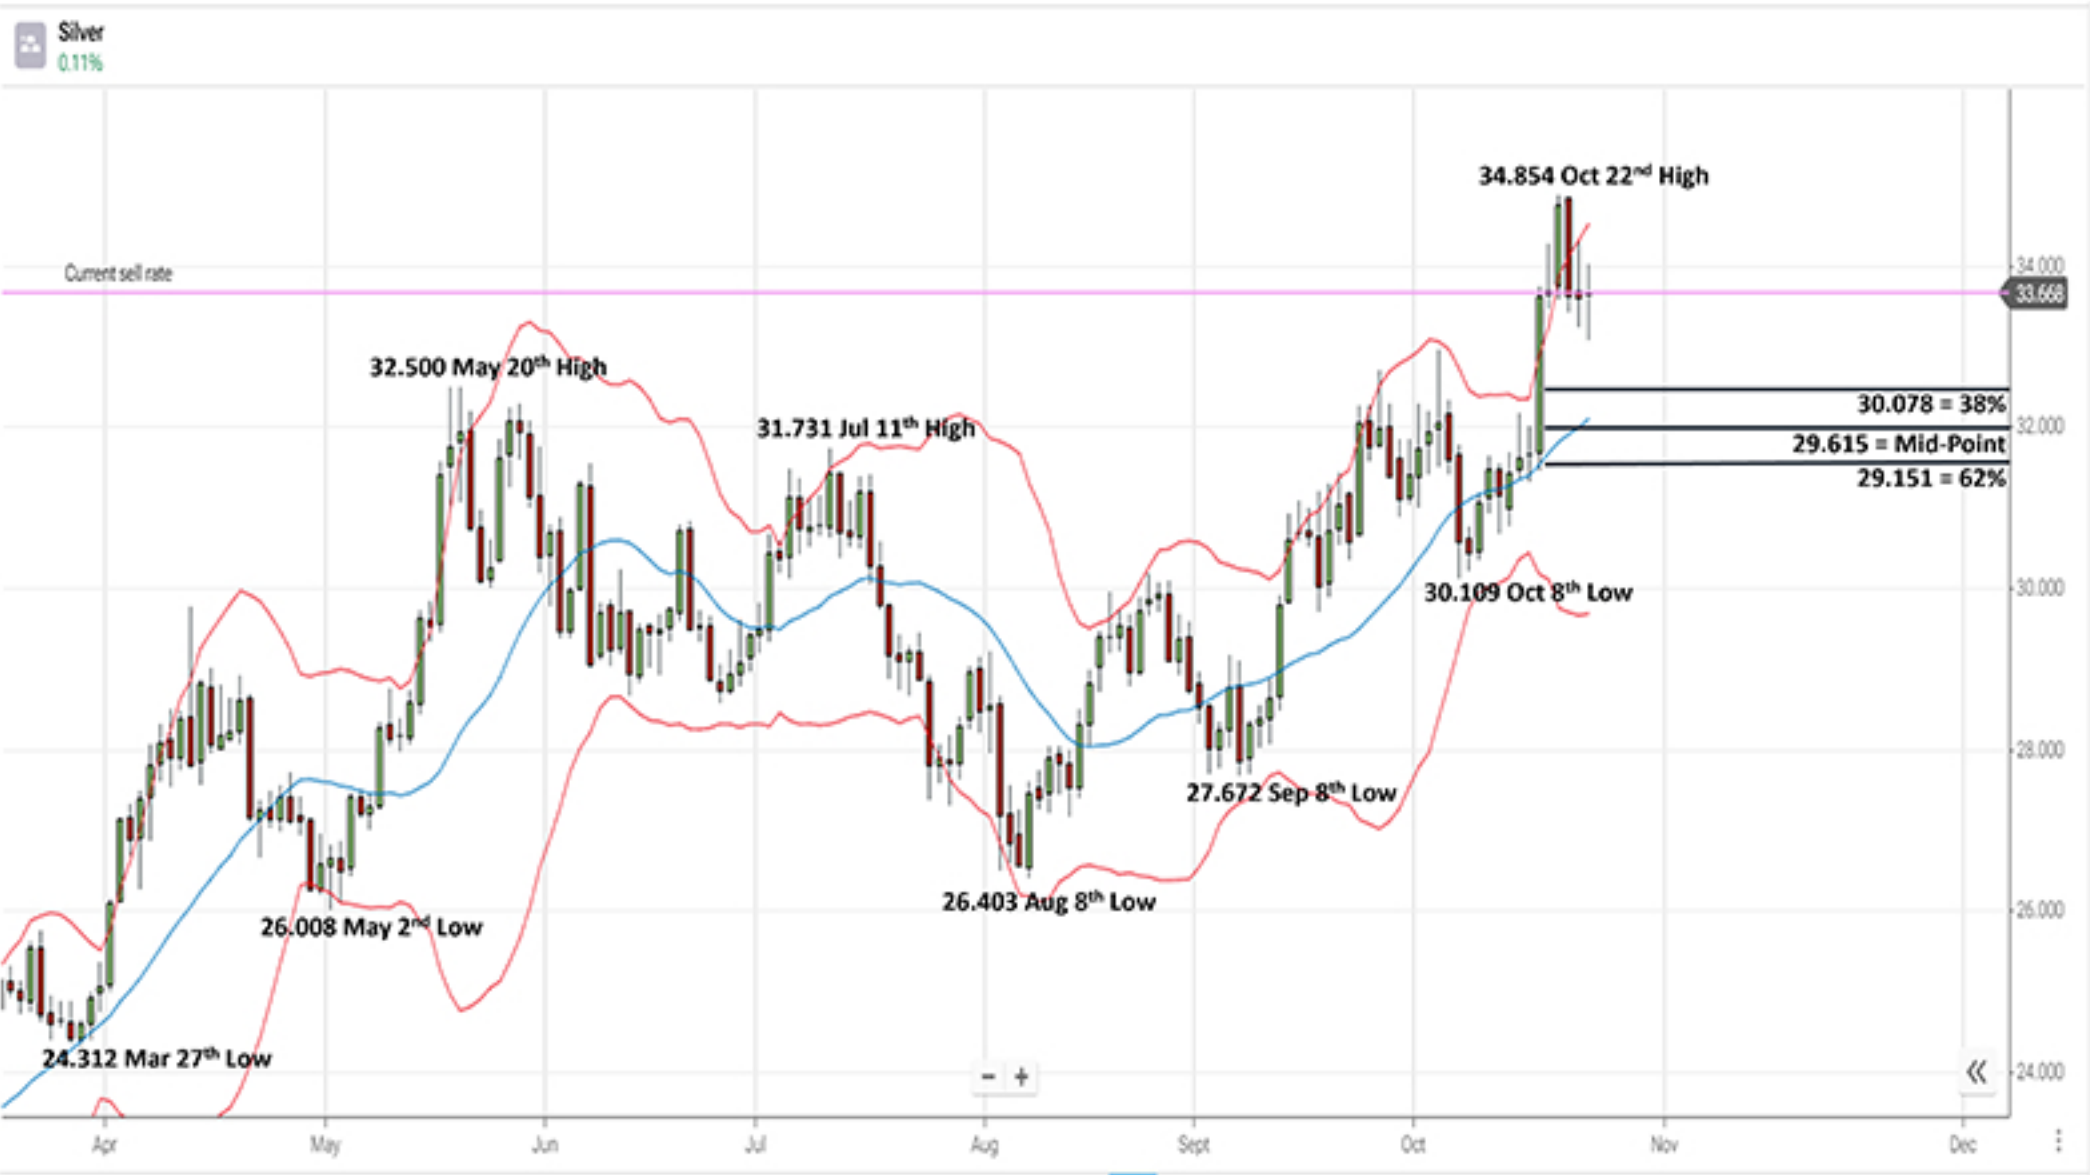 Silver
0.11%
34.854 Oct 22nd High
Current sell rate
34.000
33.668
32.500 May 20th High
30.078 = 38%
31.731 Jul 11th High
32.000
29.615 = Mid-Point
29.151 = 62%
30.109 Oct 8th Low
30.000
28.000
27.672 Sep 8th Low
26.403 Aug 8th Low
26.000
26.008 May 2nd Low
24.312 Mar 27th Low
− +
«
24.000
Apr May Jun Jul Aug Sept Oct Nov Dec